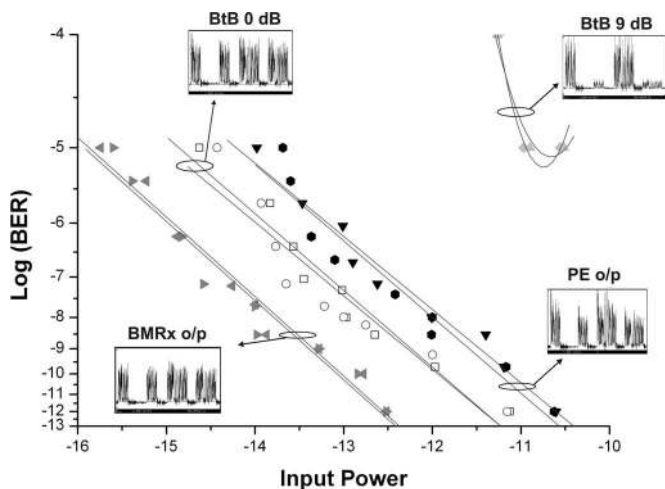 BtB 0 dB
BtB 9 dB
-4
-5
-6
-7
-8
-9
-10
-11
-12
-13
Log (BER)
BMRx o/p
PE o/p
-16
-15
-14
-13
-12
-11
-10
Input Power